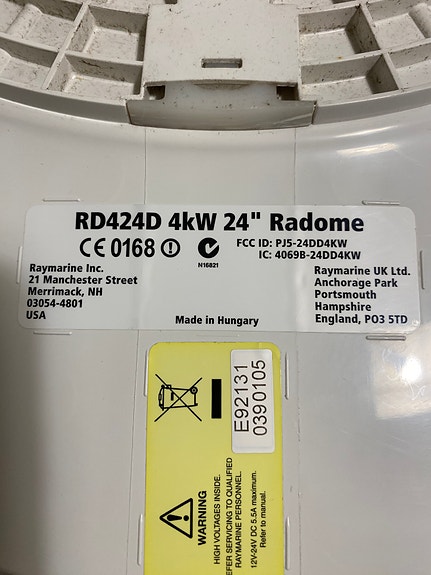 RD424D 4kW 24" Radome
CE 0168
N16821
FCC ID: PJ5-24DD4KW
IC: 4069B-24DD4KW
Raymarine Inc.
21 Manchester Street
Merrimack, NH
03054-4801
USA
Raymarine UK Ltd.
Anchorage Park
Portsmouth
Hampshire
England, PO3 5TD
Made in Hungary
E92131
0390105
WARNING
HIGH VOLTAGES INSIDE.
REFER SERVICING TO QUALIFIED
RAYMARINE PERSONNEL.
12V-24V DC 5.5A maximum.
Refer to manual.